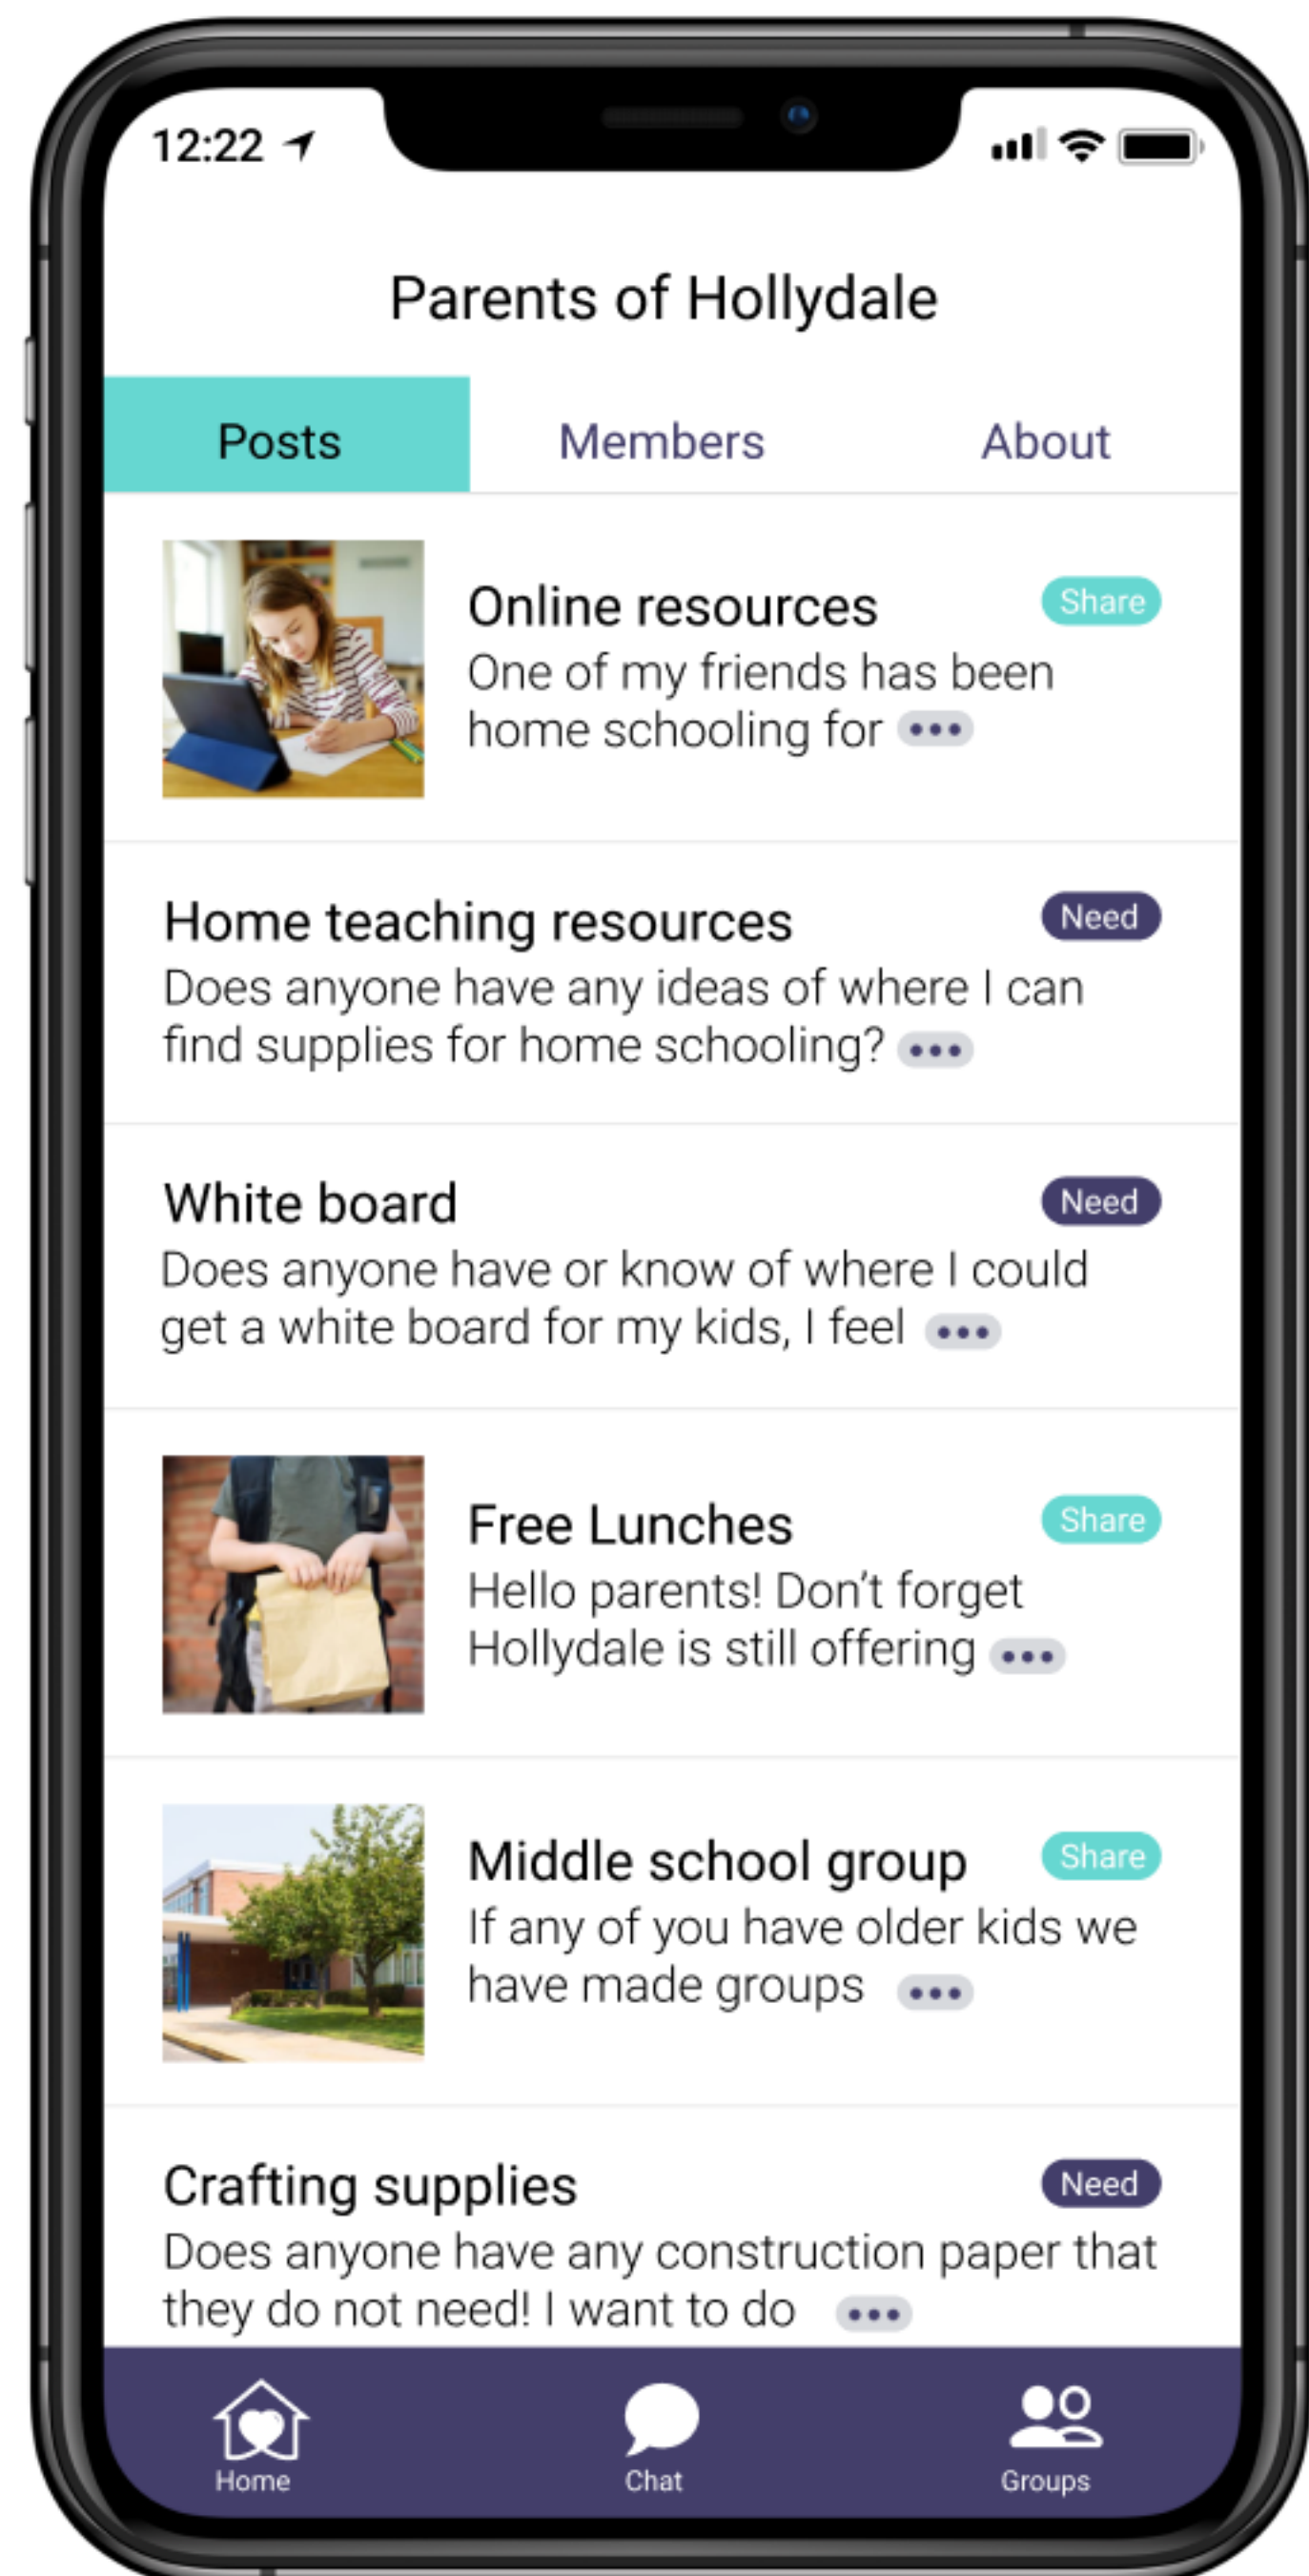 12:22
Parents of Hollydale
Posts Members About
Online resources Share
One of my friends has been
home schooling for
Home teaching resources Need
Does anyone have any ideas of where I can
find supplies for home schooling?
White board Need
Does anyone have or know of where I could
get a white board for my kids, I feel
Free Lunches Share
Hello parents! Don’t forget
Hollydale is still offering
Middle school group Share
If any of you have older kids we
have made groups
Crafting supplies Need
Does anyone have any construction paper that
they do not need! I want to do
Home Chat Groups